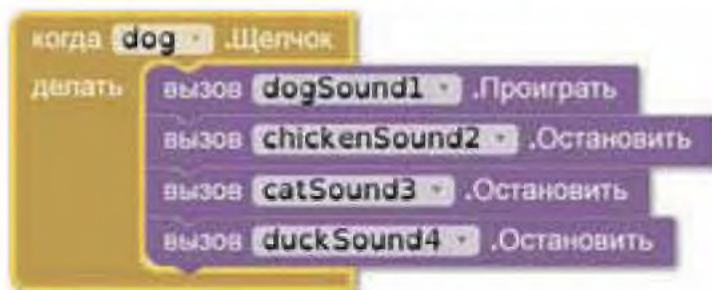 когда dog .Щелчок
делать вызов dogSound1 .Проиграть
вызов chickenSound2 .Остановить
вызов catSound3 .Остановить
вызов duckSound4 .Остановить